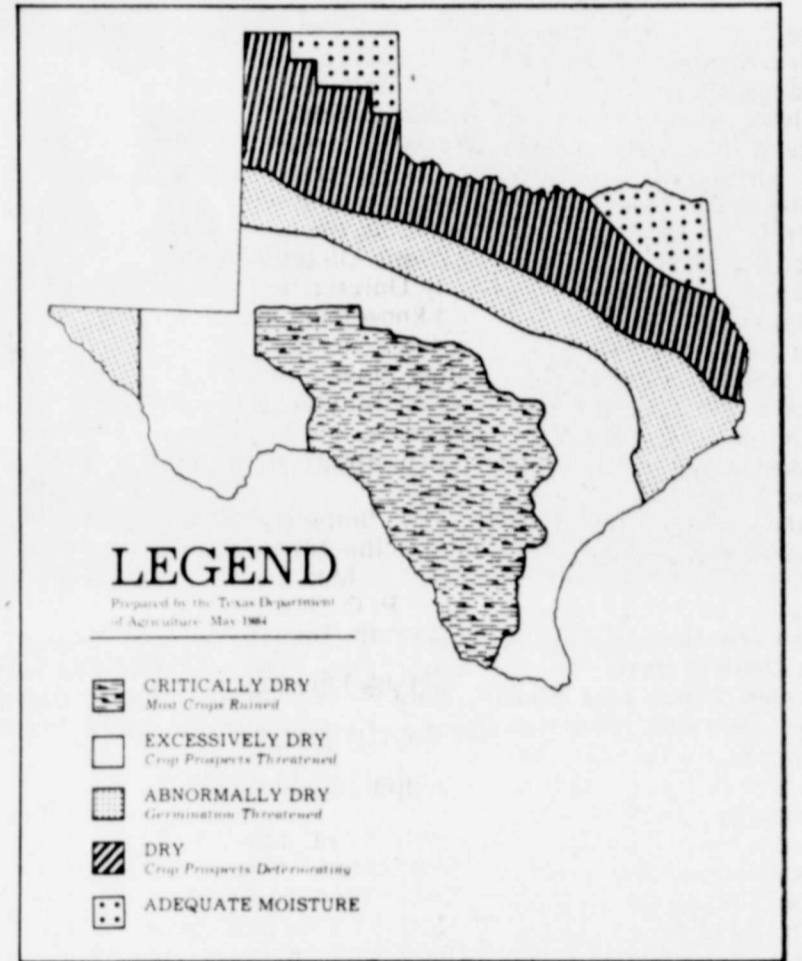 LEGEND
Prepared by the Texas Department
of Agriculture May 1984
CRITICALLY DRY
Most Crops Ruined
EXCESSIVELY DRY
Crop Prospects Threatened
ABNORMALLY DRY
Germination Threatened
DRY
Crop Prospects Deteriorating
ADEQUATE MOISTURE